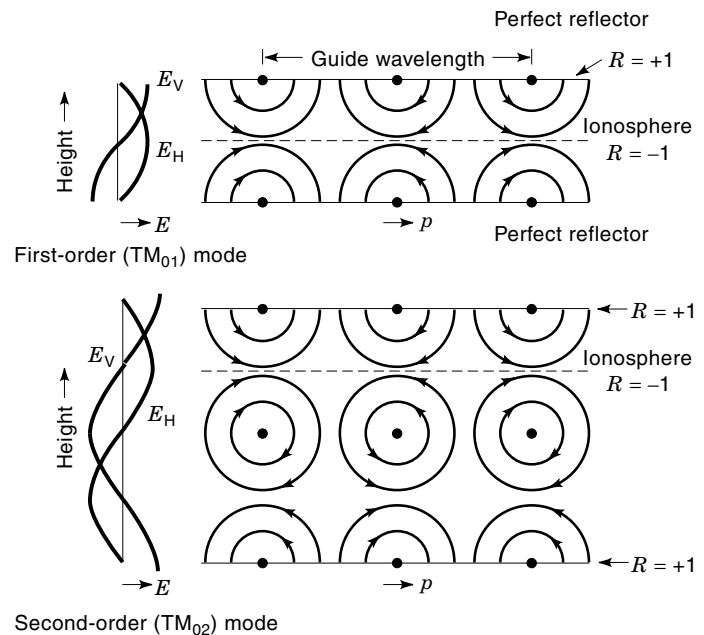 Perfect reflector
Guide wavelength
R = +1
E_V
Ionosphere
R = −1
E_H
Height
E
p
Perfect reflector
First-order (TM₀₁) mode
R = +1
E_V
Ionosphere
R = −1
E_H
Height
R = +1
E
p
Second-order (TM₀₂) mode